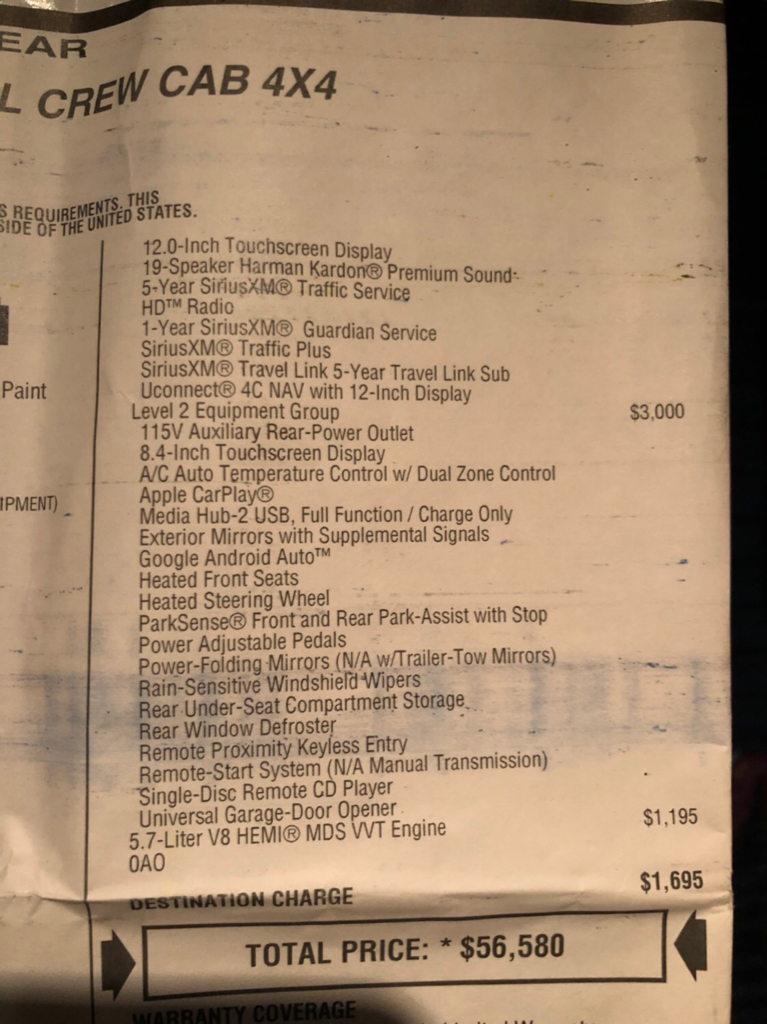 EAR
L CREW CAB 4X4
S REQUIREMENTS. THIS
SIDE OF THE UNITED STATES.
12.0-Inch Touchscreen Display
19-Speaker Harman Kardon® Premium Sound
5-Year SiriusXM® Traffic Service
HD™ Radio
1-Year SiriusXM® Guardian Service
SiriusXM® Traffic Plus
SiriusXM® Travel Link 5-Year Travel Link Sub
Paint
Uconnect® 4C NAV with 12-Inch Display
Level 2 Equipment Group $3,000
115V Auxiliary Rear-Power Outlet
8.4-Inch Touchscreen Display
A/C Auto Temperature Control w/ Dual Zone Control
Apple CarPlay®
IPMENT)
Media Hub-2 USB, Full Function / Charge Only
Exterior Mirrors with Supplemental Signals
Google Android Auto™
Heated Front Seats
Heated Steering Wheel
ParkSense® Front and Rear Park-Assist with Stop
Power Adjustable Pedals
Power-Folding Mirrors (N/A w/Trailer-Tow Mirrors)
Rain-Sensitive Windshield Wipers
Rear Under-Seat Compartment Storage
Rear Window Defroster
Remote Proximity Keyless Entry
Remote-Start System (N/A Manual Transmission)
Single-Disc Remote CD Player
Universal Garage-Door Opener
5.7-Liter V8 HEMI® MDS VVT Engine $1,195
0A0
DESTINATION CHARGE $1,695
TOTAL PRICE: * $56,580
WARRANTY COVERAGE